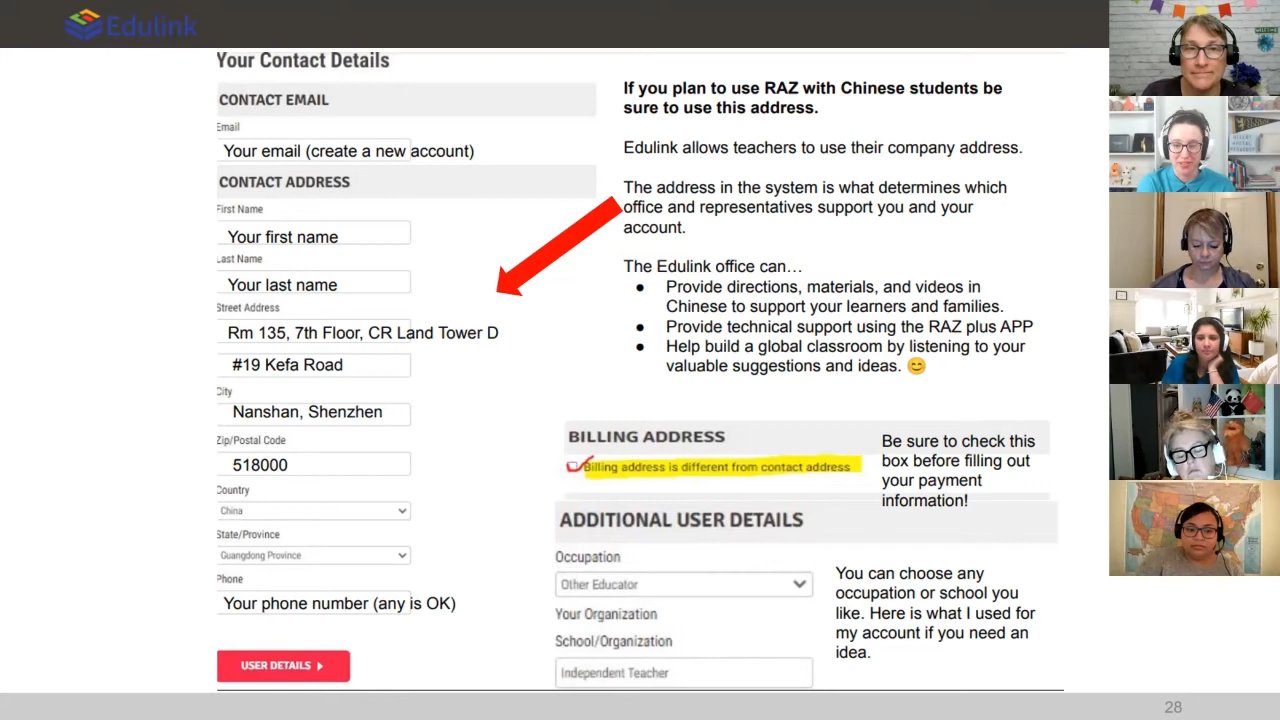 Edulink
Your Contact Details
CONTACT EMAIL
Email
Your email (create a new account)
CONTACT ADDRESS
First Name
Your first name
Last Name
Your last name
Street Address
Rm 135, 7th Floor, CR Land Tower D
#19 Kefa Road
City
Nanshan, Shenzhen
Zip/Postal Code
518000
Country
China
State/Province
Guangdong Province
Phone
Your phone number (any is OK)
USER DETAILS
If you plan to use RAZ with Chinese students be
sure to use this address.
Edulink allows teachers to use their company address.
The address in the system is what determines which
office and representatives support you and your
account.
The Edulink office can…
● Provide directions, materials, and videos in
Chinese to support your learners and families.
● Provide technical support using the RAZ plus APP
● Help build a global classroom by listening to your
valuable suggestions and ideas. 😊
BILLING ADDRESS
Billing address is different from contact address
Be sure to check this
box before filling out
your payment
information!
ADDITIONAL USER DETAILS
Occupation
Other Educator
Your Organization
School/Organization
Independent Teacher
You can choose any
occupation or school you
like. Here is what I used for
my account if you need an
idea.
28